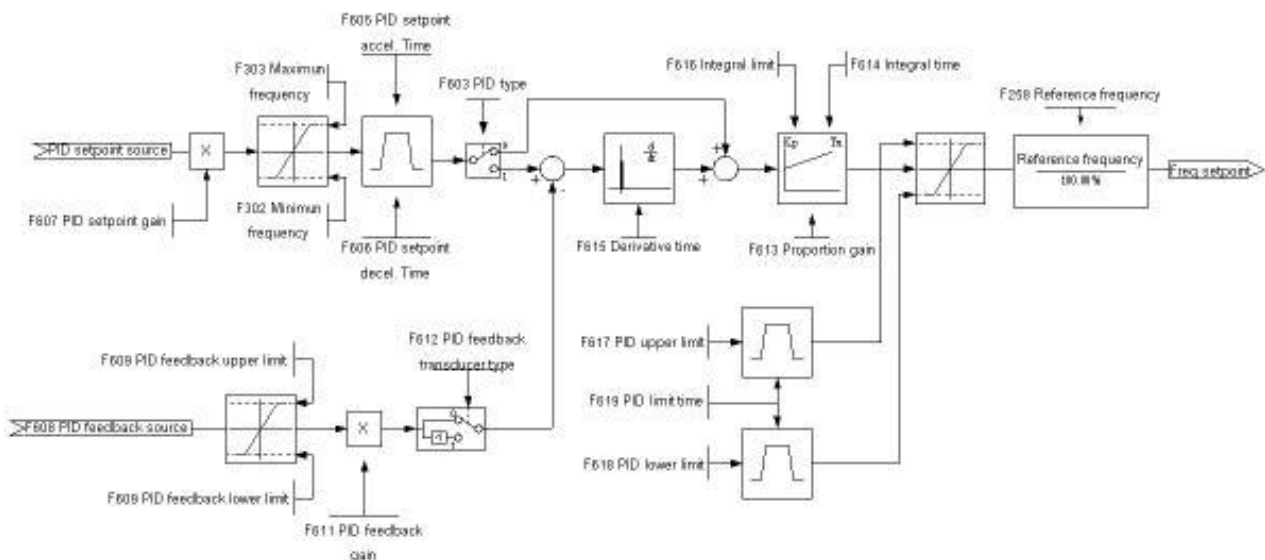 F605 PID setpoint
accel. Time
F303 Maximun
frequency
F603 PID type
F616 Integral limit
F614 Integral time
F258 Reference frequency
PID setpoint source
X
Kp
Tn
Reference frequency
100.00%
Freq setpoint
F607 PID setpoint gain
F302 Minimun
frequency
F606 PID setpoint
decel. Time
F615 Derivative time
F613 Proportion gain
F612 PID feedback
transducer type
F609 PID feedback upper limit
F617 PID upper limit
F619 PID limit time
F608 PID feedback source
X
-1
F618 PID lower limit
F609 PID feedback lower limit
F611 PID feedback
gain